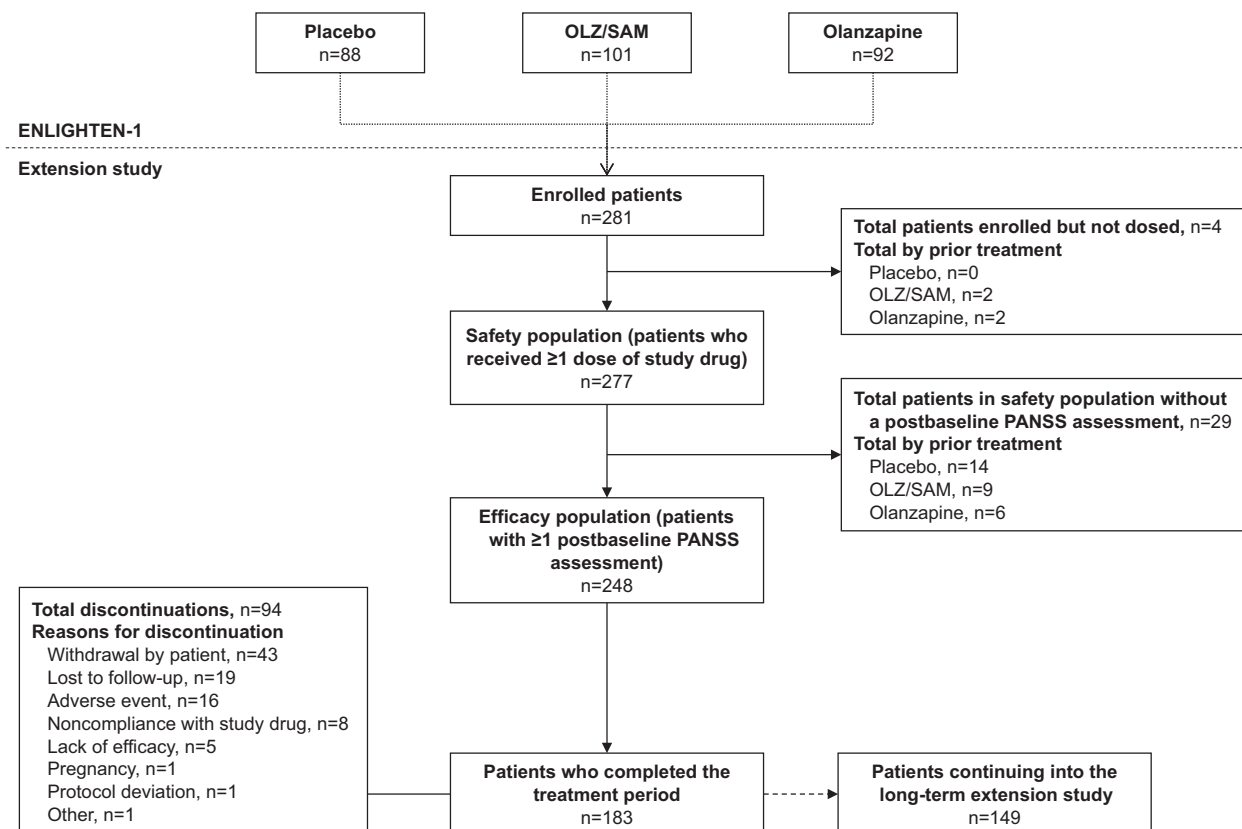 Placebo
n=88
OLZ/SAM
n=101
Olanzapine
n=92
ENLIGHTEN-1
Extension study
Enrolled patients
n=281
Total patients enrolled but not dosed, n=4
Total by prior treatment
Placebo, n=0
OLZ/SAM, n=2
Olanzapine, n=2
Safety population (patients who
received ≥1 dose of study drug)
n=277
Total patients in safety population without
a postbaseline PANSS assessment, n=29
Total by prior treatment
Placebo, n=14
OLZ/SAM, n=9
Olanzapine, n=6
Efficacy population (patients
with ≥1 postbaseline PANSS
assessment)
n=248
Total discontinuations, n=94
Reasons for discontinuation
Withdrawal by patient, n=43
Lost to follow-up, n=19
Adverse event, n=16
Noncompliance with study drug, n=8
Lack of efficacy, n=5
Pregnancy, n=1
Protocol deviation, n=1
Other, n=1
Patients who completed the
treatment period
n=183
Patients continuing into the
long-term extension study
n=149